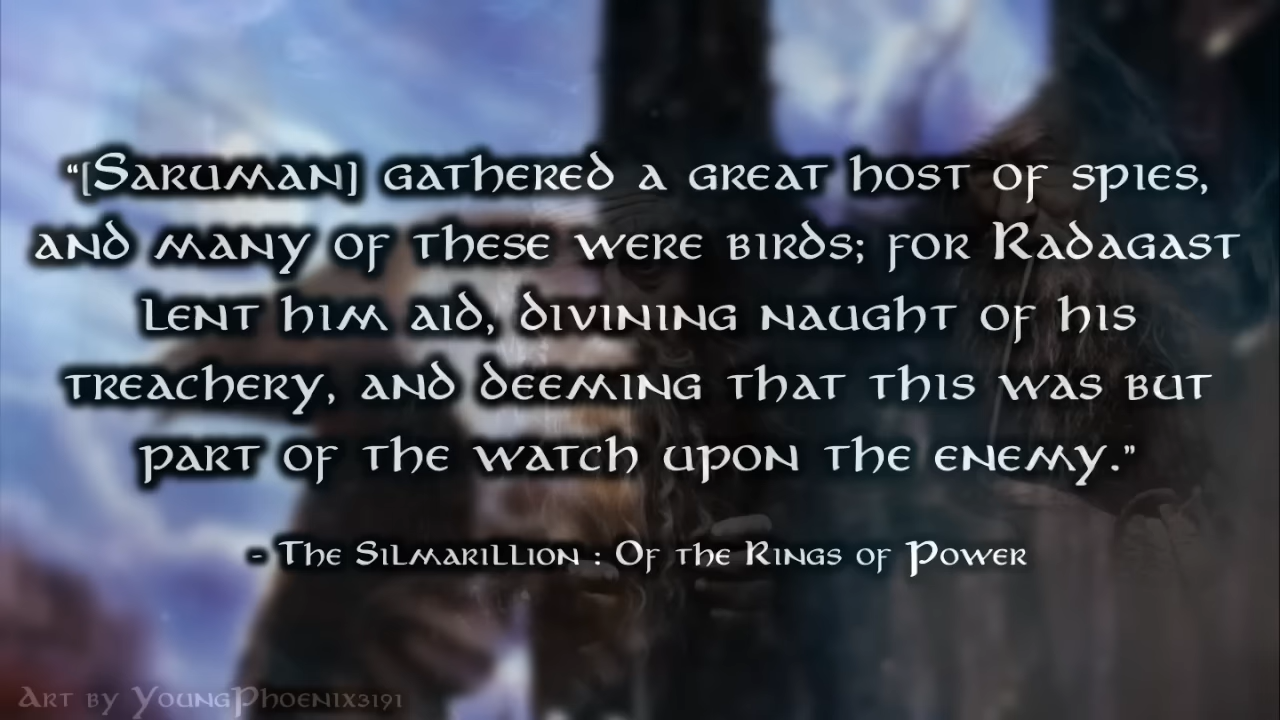 “[Saruman] gathered a great host of spies,
and many of these were birds; for Radagast
lent him aid, divining naught of his
treachery, and deeming that this was but
part of the watch upon the enemy.”
- The Silmarillion : Of the Rings of Power
Art by YoungPhoenix3191